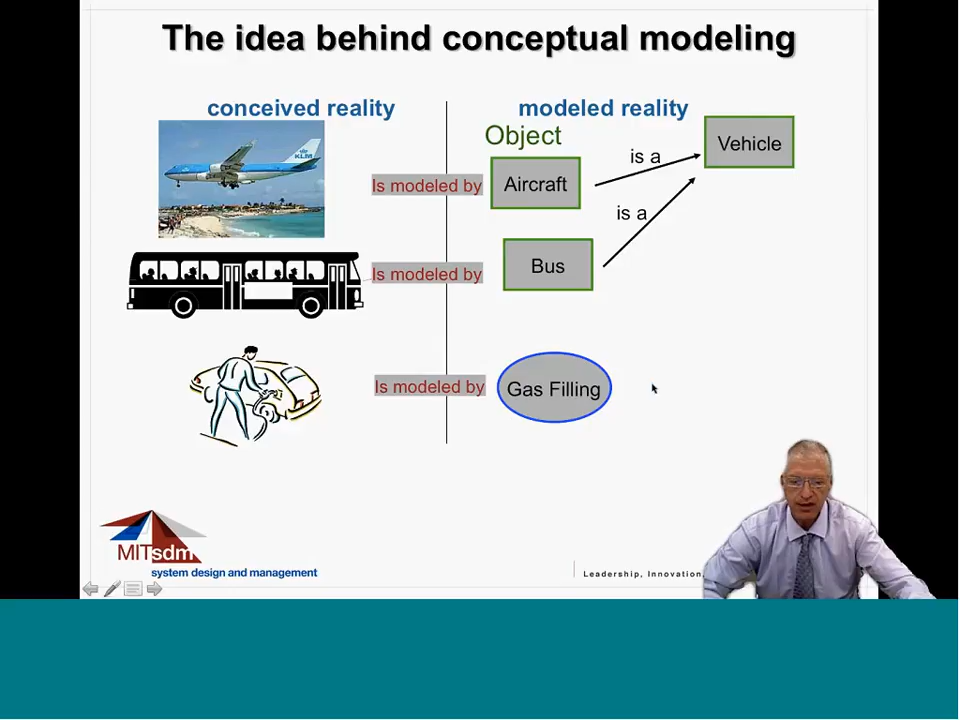 The idea behind conceptual modeling
conceived reality
modeled reality
Object
Vehicle
is a
KLM
Is modeled by
Aircraft
is a
Is modeled by
Bus
Is modeled by
Gas Filling
MITsdm
system design and management
Leadership, Innovation,